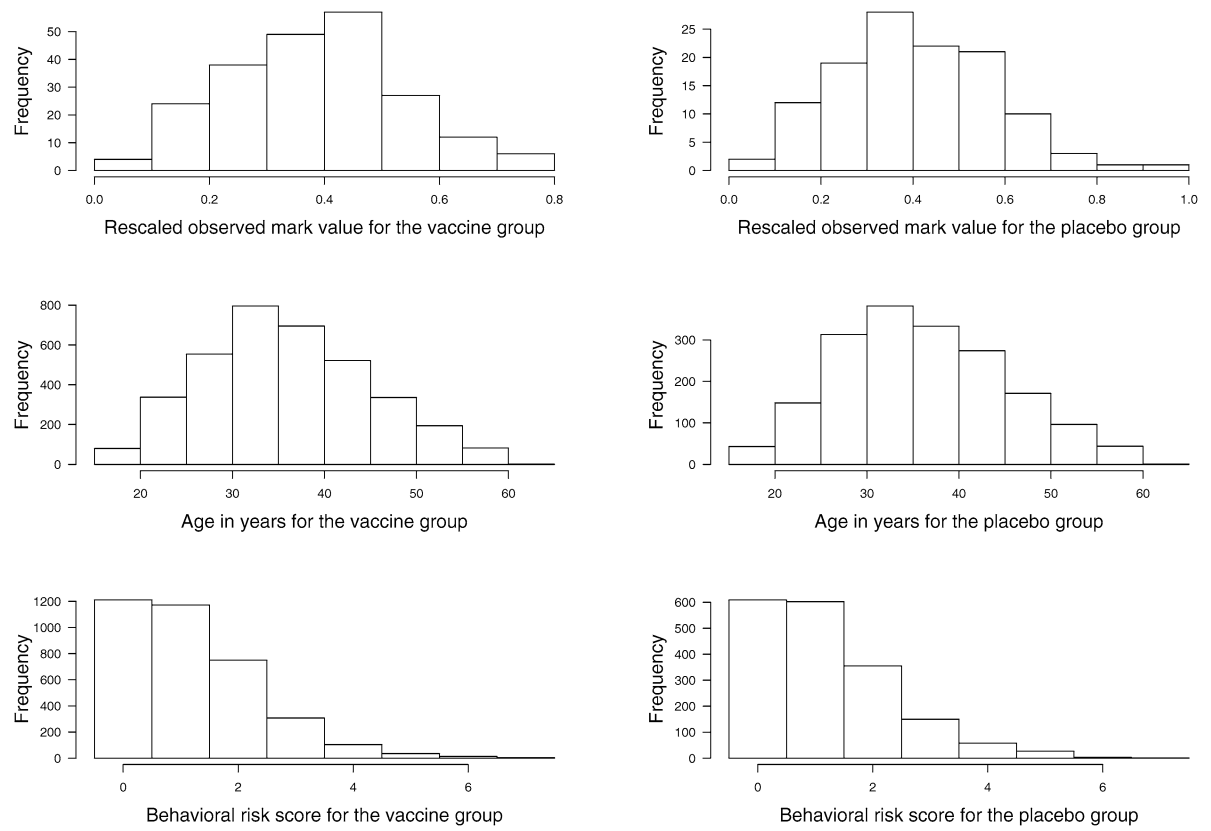 Frequency
50
40
30
20
10
0
0.0 0.2 0.4 0.6 0.8
Rescaled observed mark value for the vaccine group
Frequency
25
20
15
10
5
0
0.0 0.2 0.4 0.6 0.8 1.0
Rescaled observed mark value for the placebo group
Frequency
800
600
400
200
0
20 30 40 50 60
Age in years for the vaccine group
Frequency
300
200
100
0
20 30 40 50 60
Age in years for the placebo group
Frequency
1200
1000
800
600
400
200
0
0 2 4 6
Behavioral risk score for the vaccine group
Frequency
600
500
400
300
200
100
0
0 2 4 6
Behavioral risk score for the placebo group